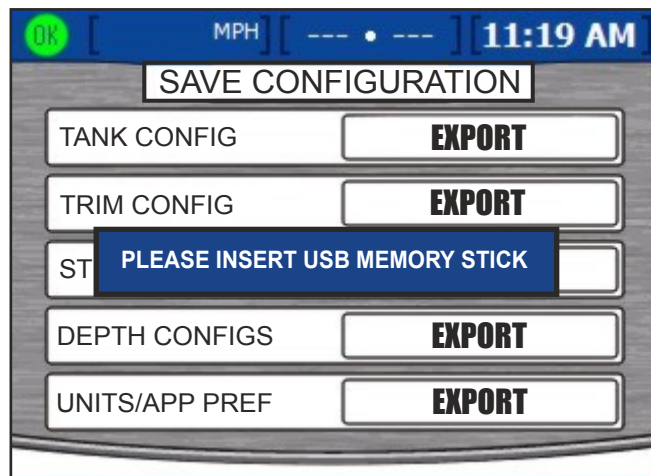 OK [ MPH ] [ --- • --- ] [ 11:19 AM ]
SAVE CONFIGURATION
TANK CONFIG EXPORT
TRIM CONFIG EXPORT
ST
PLEASE INSERT USB MEMORY STICK
DEPTH CONFIGS EXPORT
UNITS/APP PREF EXPORT